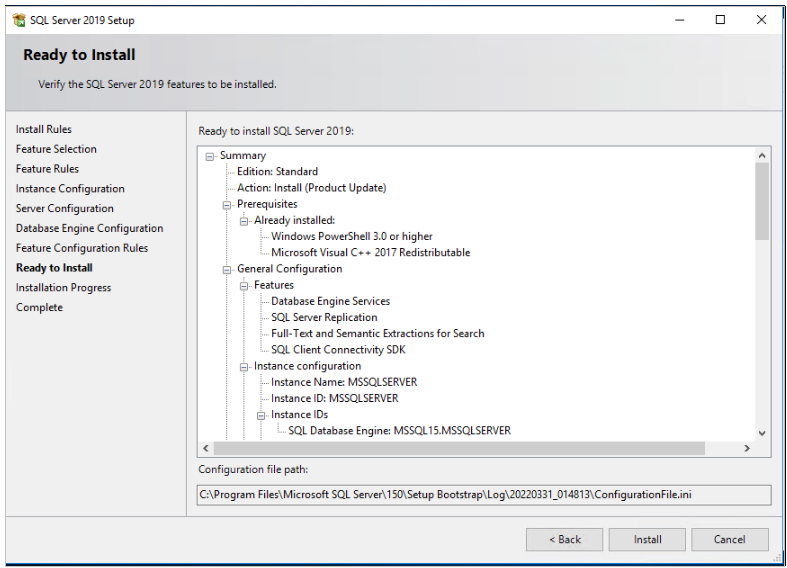 SQL Server 2019 Setup
Ready to Install
Verify the SQL Server 2019 features to be installed.
Install Rules
Feature Selection
Feature Rules
Instance Configuration
Server Configuration
Database Engine Configuration
Feature Configuration Rules
Ready to Install
Installation Progress
Complete
Ready to install SQL Server 2019:
Summary
Edition: Standard
Action: Install (Product Update)
Prerequisites
Already installed:
Windows PowerShell 3.0 or higher
Microsoft Visual C++ 2017 Redistributable
General Configuration
Features
Database Engine Services
SQL Server Replication
Full-Text and Semantic Extractions for Search
SQL Client Connectivity SDK
Instance configuration
Instance Name: MSSQLSERVER
Instance ID: MSSQLSERVER
Instance IDs
SQL Database Engine: MSSQL15.MSSQLSERVER
Configuration file path:
C:\Program Files\Microsoft SQL Server\150\Setup Bootstrap\Log\20220331_014813\ConfigurationFile.ini
< Back
Install
Cancel